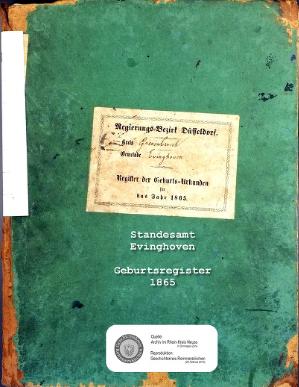 Regierungs-Bezirk Düsseldorf.
Kreis Grevenbroich
Gemeinde Evinghoven
Register der Geburts-Urkunden
für
das Jahr 1865.
Standesamt
Evinghoven
Geburtsregister
1865
Quelle:
Archiv im Rhein-Kreis Neuss
Reproduktion: